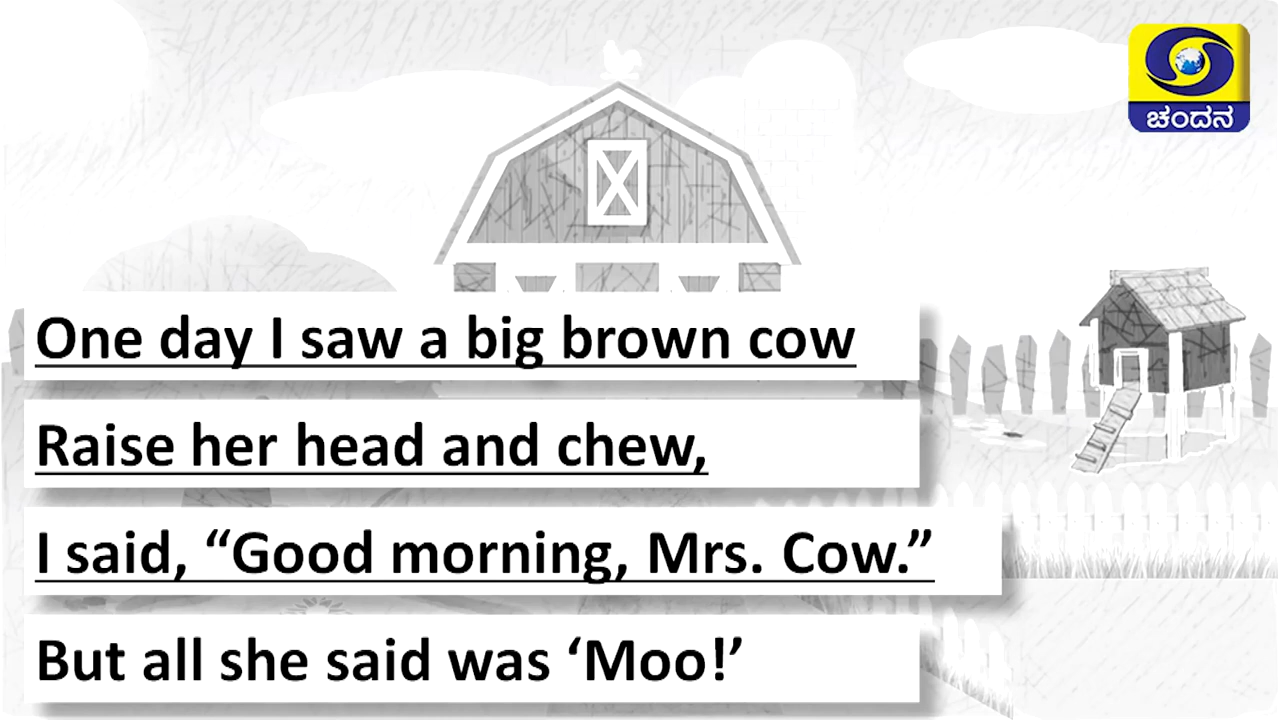 ಚಂದನ
One day I saw a big brown cow
Raise her head and chew,
I said, “Good morning, Mrs. Cow.”
But all she said was ‘Moo!’